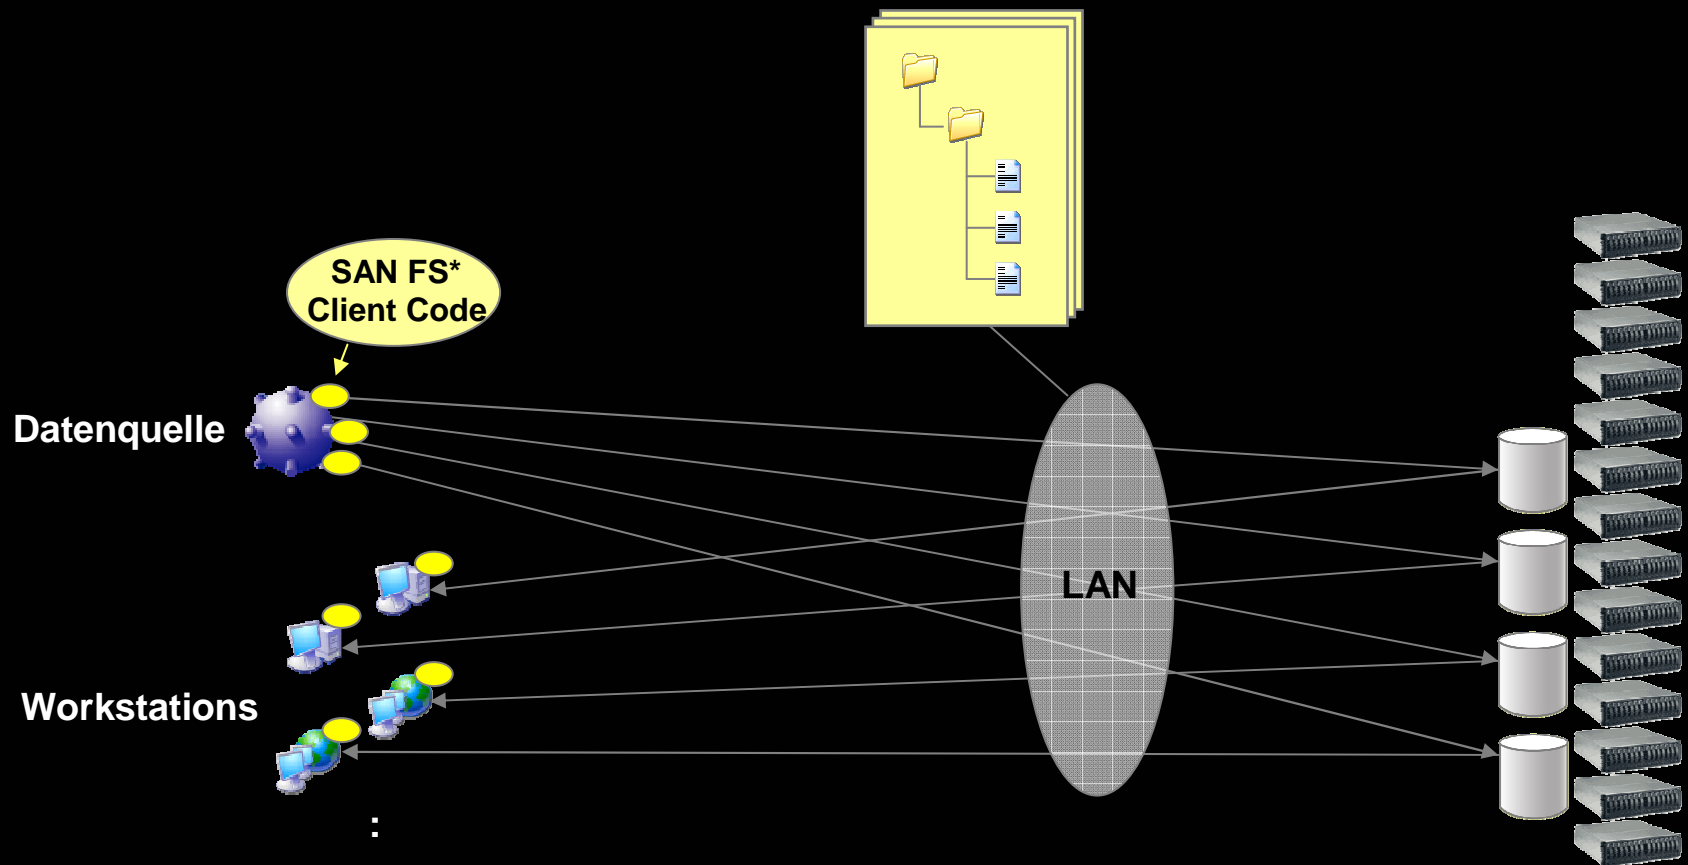 SAN FS*
Client Code
Datenquelle
LAN
Workstations
: